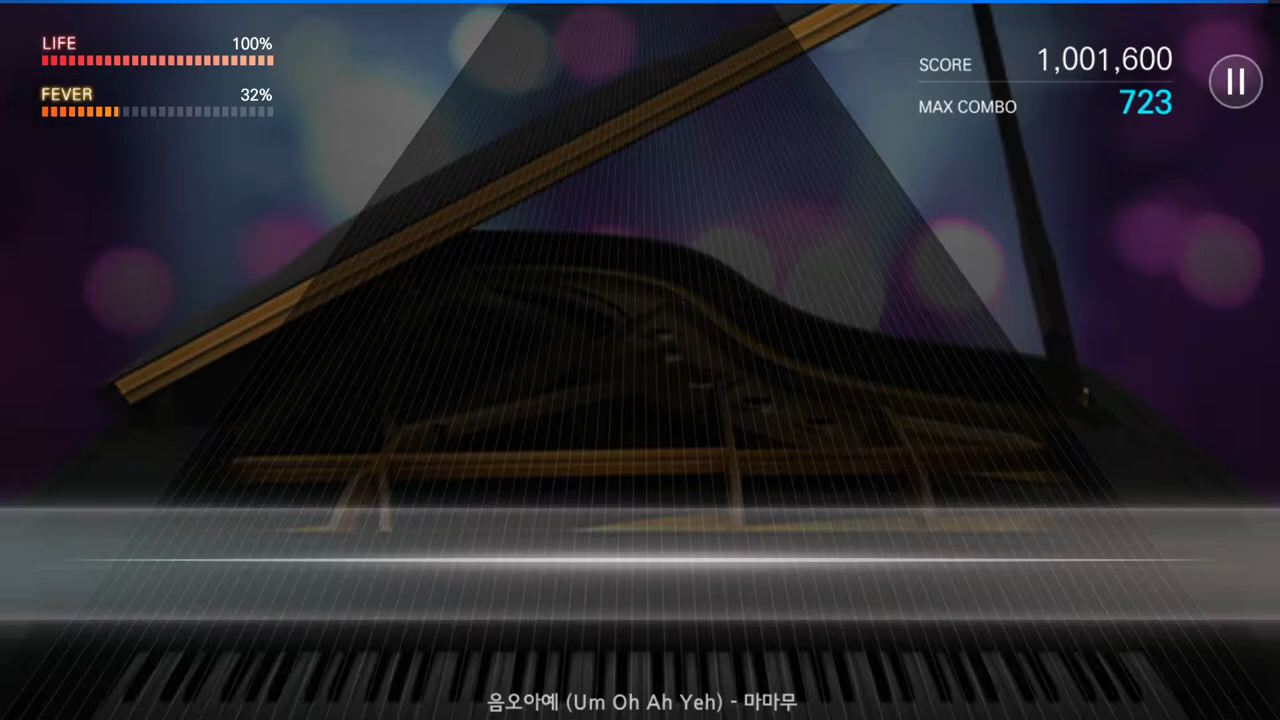 LIFE 100%
FEVER 32%
SCORE 1,001,600
MAX COMBO 723
음오아예 (Um Oh Ah Yeh) - 마마무